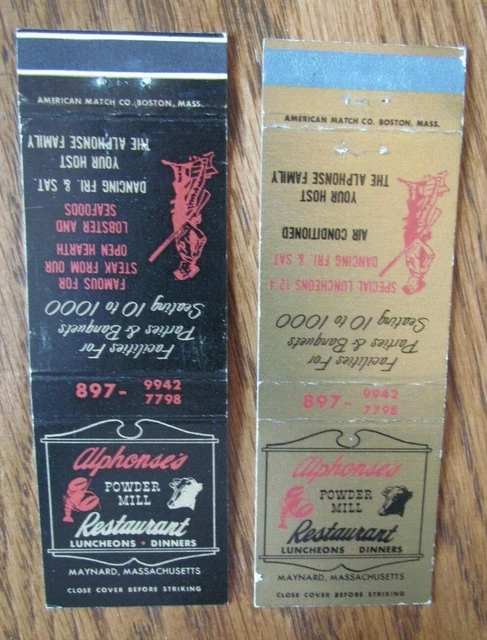 AMERICAN MATCH CO. BOSTON, MASS.
Facilities For
Parties & Banquets
Seating 10 to 1000
FAMOUS FOR
STEAK FROM OUR
OPEN HEARTH
LOBSTER AND
SEAFOODS
DANCING FRI. & SAT.
YOUR HOST
THE ALPHONSE FAMILY
897- 9942
7798
Alphonse's
POWDER
MILL
Restaurant
LUNCHEONS • DINNERS
MAYNARD, MASSACHUSETTS
CLOSE COVER BEFORE STRIKING
AMERICAN MATCH CO. BOSTON, MASS.
Facilities For
Parties & Banquets
Seating 10 to 1000
SPECIAL LUNCHEONS 12-4
DANCING FRI. & SAT
AIR CONDITIONED
YOUR HOST
THE ALPHONSE FAMILY
897- 9942
7798
Alphonse's
POWDER
MILL
Restaurant
LUNCHEONS • DINNERS
MAYNARD, MASSACHUSETTS
CLOSE COVER BEFORE STRIKING